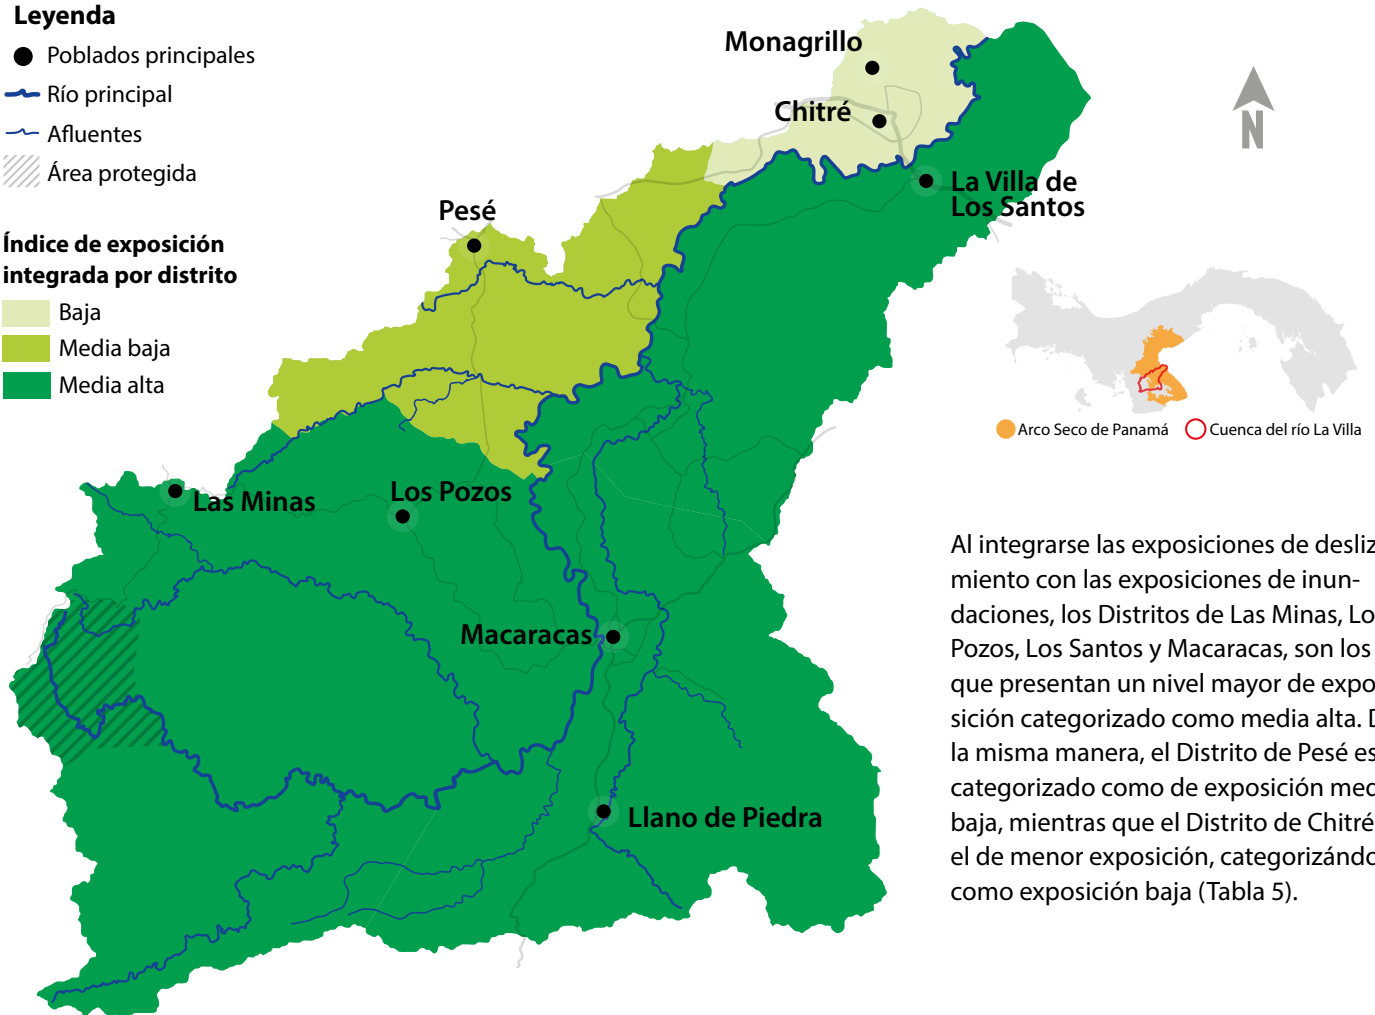 Leyenda
Poblados principales
Río principal
Afluentes
Área protegida
Índice de exposición
integrada por distrito
Baja
Media baja
Media alta
Monagrillo
Chitré
La Villa de
Los Santos
Pesé
Las Minas
Los Pozos
Macaracas
Llano de Piedra
N
Arco Seco de Panamá
Cuenca del río La Villa
Al integrarse las exposiciones de
miento con las exposiciones de inun-
daciones, los Distritos de Las Minas,
Pozos, Los Santos y Macaracas, son los
que presentan un nivel mayor de expo
sición categorizado como media alta.
la misma manera, el Distrito de Pesé es
categorizado como de exposición
baja, mientras que el Distrito de Chitré
el de menor exposición,
como exposición baja (Tabla 5).